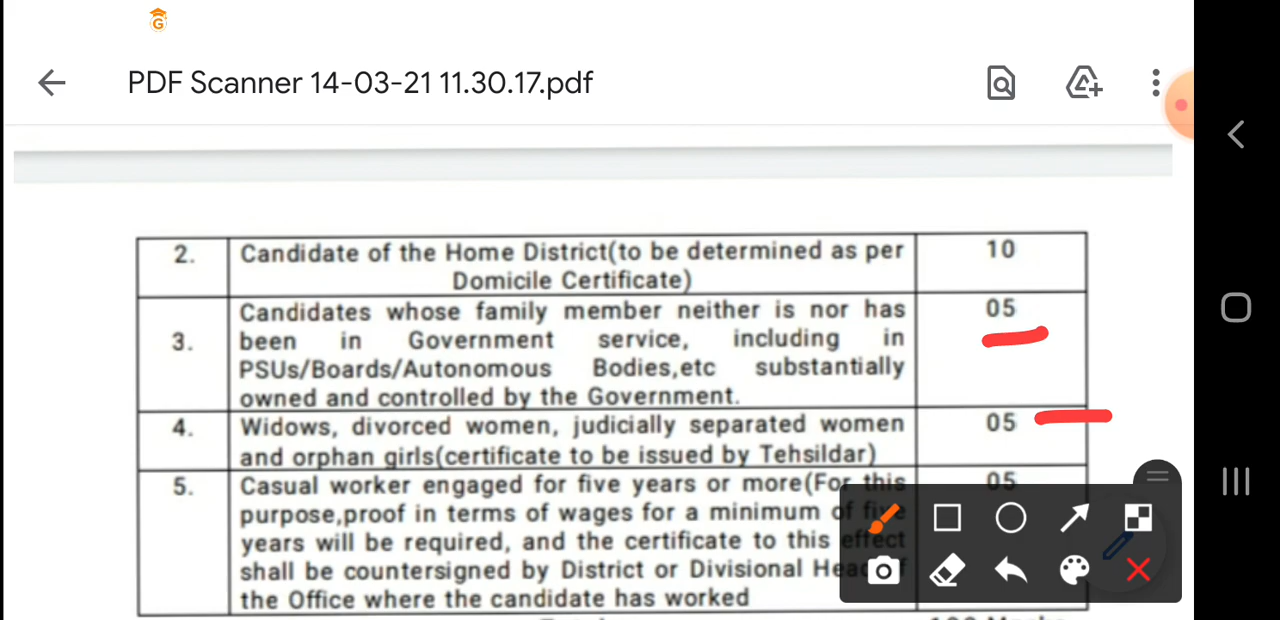 G
PDF Scanner 14-03-21 11.30.17.pdf
2. Candidate of the Home District(to be determined as per 10
Domicile Certificate)
Candidates whose family member neither is nor has 05
3. been in Government service, including in
PSUs/Boards/Autonomous Bodies,etc substantially
owned and controlled by the Government.
4. Widows, divorced women, judicially separated women 05
and orphan girls(certificate to be issued by Tehsildar)
5. Casual worker engaged for five years or more(For this 05
purpose,proof in terms of wages for a minimum of five
years will be required, and the certificate to this effect
shall be countersigned by District or Divisional Head of
the Office where the candidate has worked